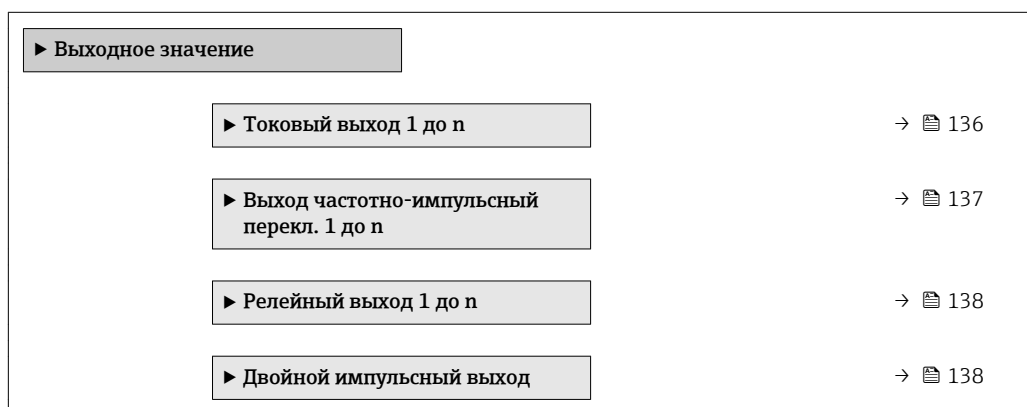 ► Выходное значение
► Токовый выход 1 до n → 136
► Выход частотно-импульсный
перекл. 1 до n → 137
► Релейный выход 1 до n → 138
► Двойной импульсный выход → 138